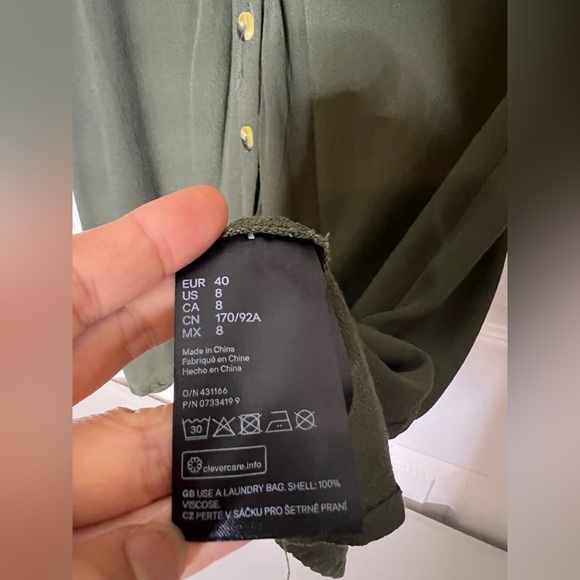 EUR 40
US 8
CA 8
CN 170/92A
MX 8
Made in China
Fabriqué en Chine
Hecho en China
O/N 431166
P/N 0733419 9
30
clevercare.info
GB USE A LAUNDRY BAG. SHELL: 100%
VISCOSE.
CZ PERTE V SÁČKU PRO ŠETRNÉ PRANÍ